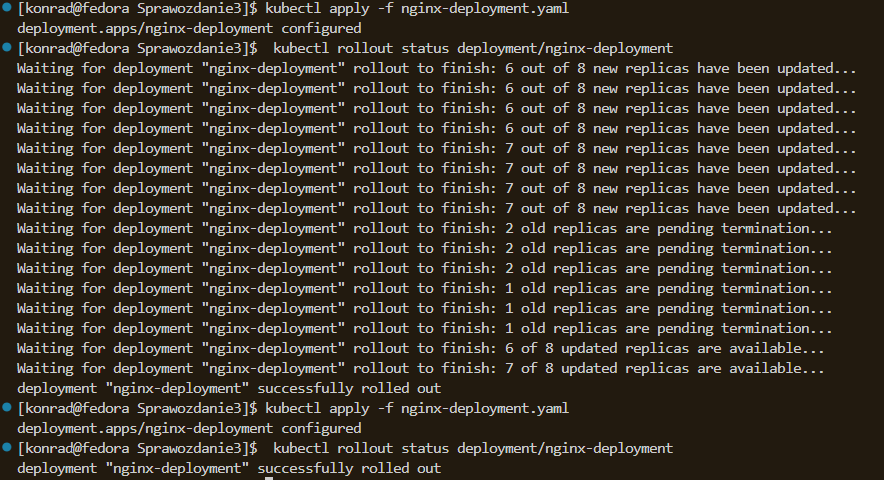 [konrad@fedora Sprawozdanie3]$ kubectl apply -f nginx-deployment.yaml
deployment.apps/nginx-deployment configured
[konrad@fedora Sprawozdanie3]$  kubectl rollout status deployment/nginx-deployment
Waiting for deployment "nginx-deployment" rollout to finish: 6 out of 8 new replicas have been updated...
Waiting for deployment "nginx-deployment" rollout to finish: 6 out of 8 new replicas have been updated...
Waiting for deployment "nginx-deployment" rollout to finish: 6 out of 8 new replicas have been updated...
Waiting for deployment "nginx-deployment" rollout to finish: 6 out of 8 new replicas have been updated...
Waiting for deployment "nginx-deployment" rollout to finish: 7 out of 8 new replicas have been updated...
Waiting for deployment "nginx-deployment" rollout to finish: 7 out of 8 new replicas have been updated...
Waiting for deployment "nginx-deployment" rollout to finish: 7 out of 8 new replicas have been updated...
Waiting for deployment "nginx-deployment" rollout to finish: 7 out of 8 new replicas have been updated...
Waiting for deployment "nginx-deployment" rollout to finish: 2 old replicas are pending termination...
Waiting for deployment "nginx-deployment" rollout to finish: 2 old replicas are pending termination...
Waiting for deployment "nginx-deployment" rollout to finish: 2 old replicas are pending termination...
Waiting for deployment "nginx-deployment" rollout to finish: 1 old replicas are pending termination...
Waiting for deployment "nginx-deployment" rollout to finish: 1 old replicas are pending termination...
Waiting for deployment "nginx-deployment" rollout to finish: 1 old replicas are pending termination...
Waiting for deployment "nginx-deployment" rollout to finish: 6 of 8 updated replicas are available...
Waiting for deployment "nginx-deployment" rollout to finish: 7 of 8 updated replicas are available...
deployment "nginx-deployment" successfully rolled out
[konrad@fedora Sprawozdanie3]$ kubectl apply -f nginx-deployment.yaml
deployment.apps/nginx-deployment configured
[konrad@fedora Sprawozdanie3]$  kubectl rollout status deployment/nginx-deployment
deployment "nginx-deployment" successfully rolled out